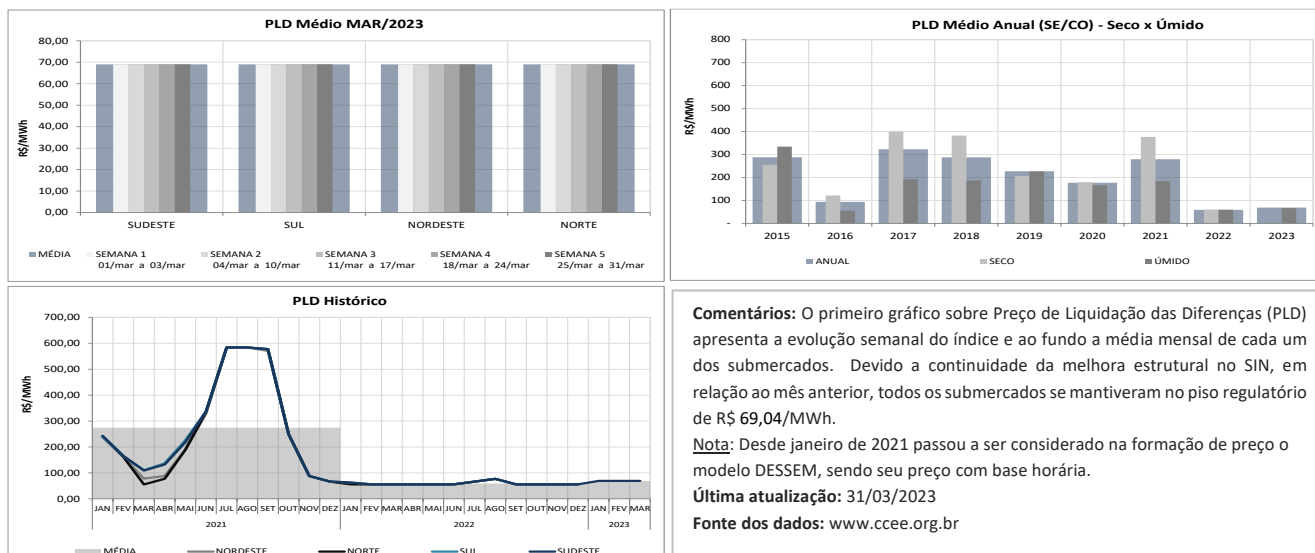 PLD Médio MAR/2023
R$/MWh
80,00
70,00
60,00
50,00
40,00
30,00
20,00
10,00
0,00
SUDESTE SUL NORDESTE NORTE
MÉDIA SEMANA 1 SEMANA 2 SEMANA 3 SEMANA 4 SEMANA 5
01/mar a 03/mar 04/mar a 10/mar 11/mar a 17/mar 18/mar a 24/mar 25/mar a 31/mar
PLD Médio Anual (SE/CO) - Seco x Úmido
R$/MWh
800
700
600
500
400
300
200
100
-
2015 2016 2017 2018 2019 2020 2021 2022 2023
ANUAL SECO ÚMIDO
PLD Histórico
R$/MWh
700,00
600,00
500,00
400,00
300,00
200,00
100,00
0,00
JAN FEV MAR ABR MAI JUN JUL AGO SET OUT NOV DEZ JAN FEV MAR ABR MAI JUN JUL AGO SET OUT NOV DEZ JAN FEV MAR
2021 2022 2023
MÉDIA NORDESTE NORTE SUL SUDESTE
Comentários: O primeiro gráfico sobre Preço de Liquidação das Diferenças (PLD)
apresenta a evolução semanal do índice e ao fundo a média mensal de cada um
dos submercados. Devido a continuidade da melhora estrutural no SIN, em
relação ao mês anterior, todos os submercados se mantiveram no piso regulatório
de R$ 69,04/MWh.
Nota: Desde janeiro de 2021 passou a ser considerado na formação de preço o
modelo DESSEM, sendo seu preço com base horária.
Última atualização: 31/03/2023
Fonte dos dados: www.ccee.org.br